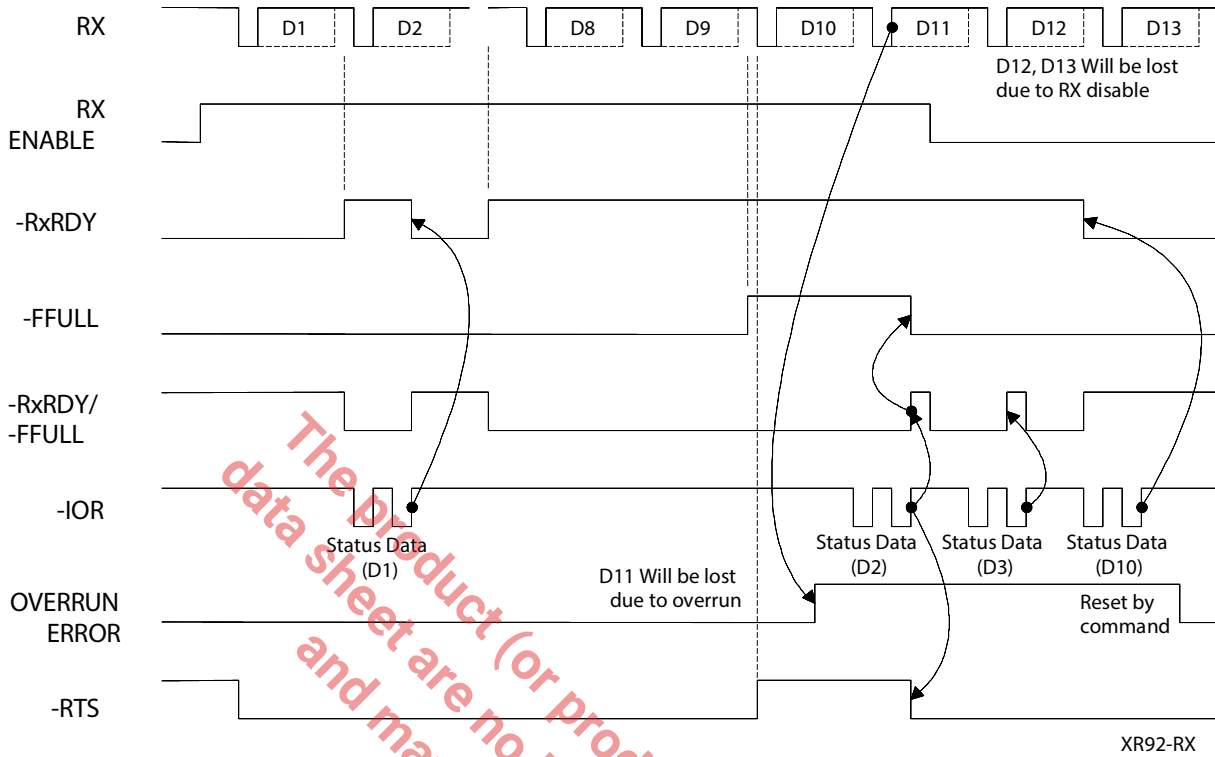 RX
D1
D2
D8
D9
D10
D11
D12
D13
D12, D13 Will be lost
due to RX disable
RX
ENABLE
-RxRDY
-FFULL
-RxRDY/
-FFULL
-IOR
Status Data
(D1)
Status Data
(D2)
Status Data
(D3)
Status Data
(D10)
D11 Will be lost
due to overrun
OVERRUN
ERROR
Reset by
command
-RTS
XR92-RX
The product (or prod
data sheet are no
and ma